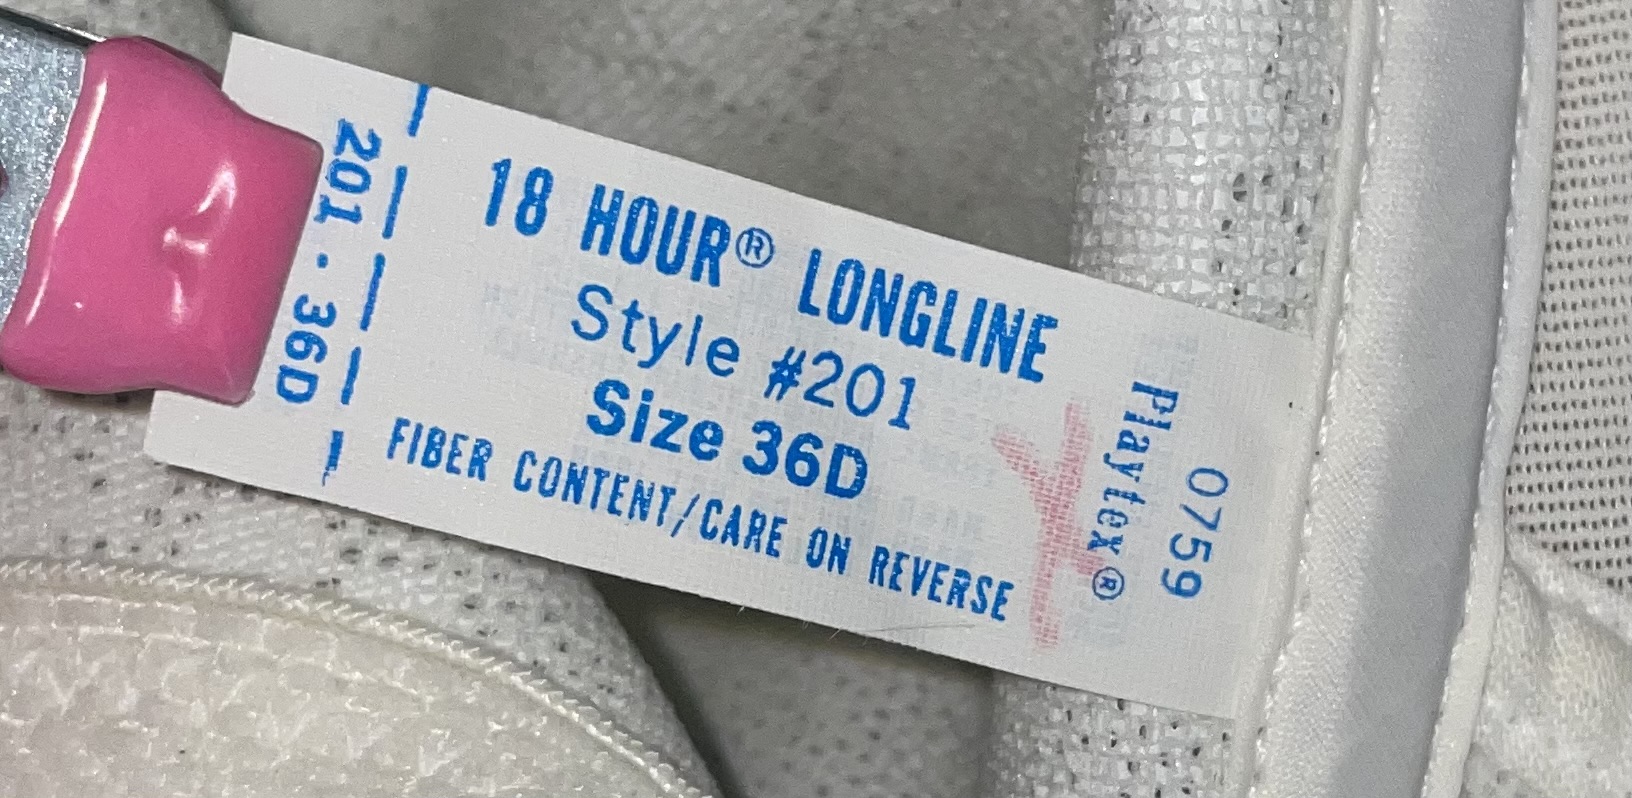 201 - 36D
18 HOUR® LONGLINE
Style #201
Size 36D
FIBER CONTENT/CARE ON REVERSE
Playtex®
0759